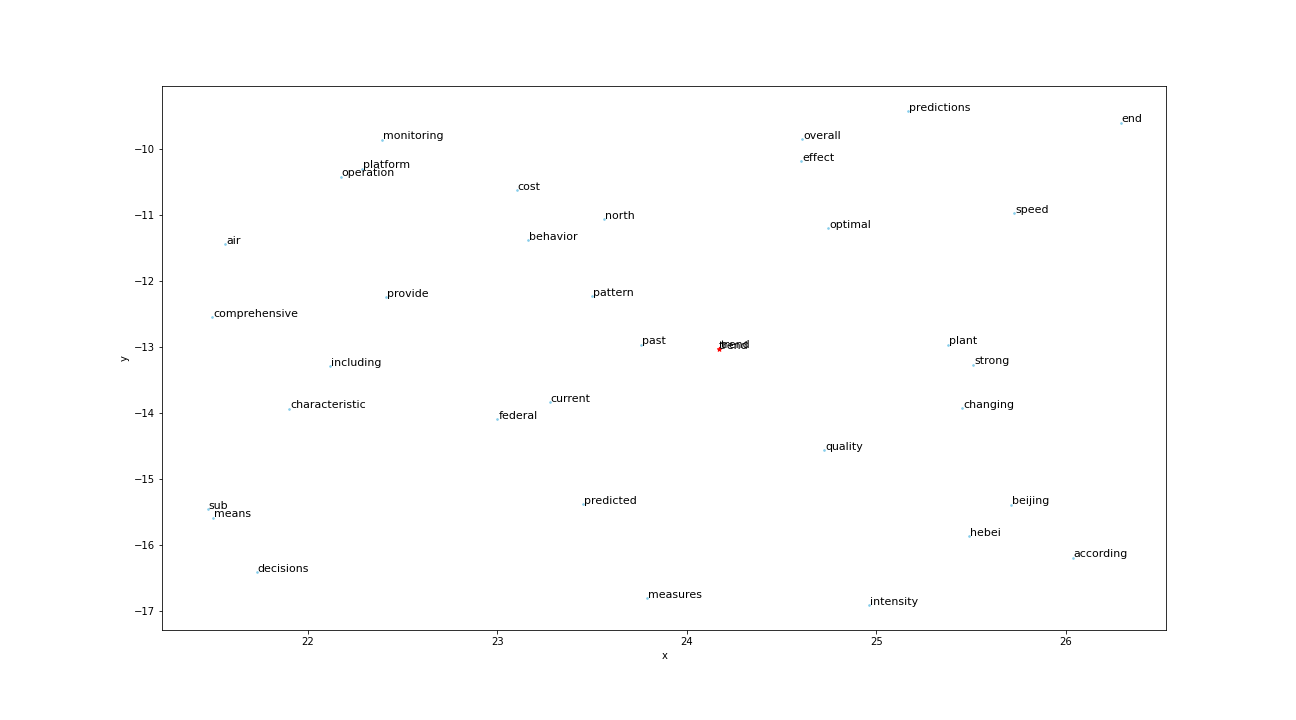 predictions
end
monitoring
overall
effect
platform
operation
cost
north
speed
optimal
behavior
air
provide
pattern
comprehensive
past
trend
trend
plant
strong
including
characteristic
current
federal
changing
quality
sub
means
predicted
beijing
hebei
according
decisions
measures
intensity
−10
−11
−12
−13
−14
−15
−16
−17
y
22 23 24 25 26
x